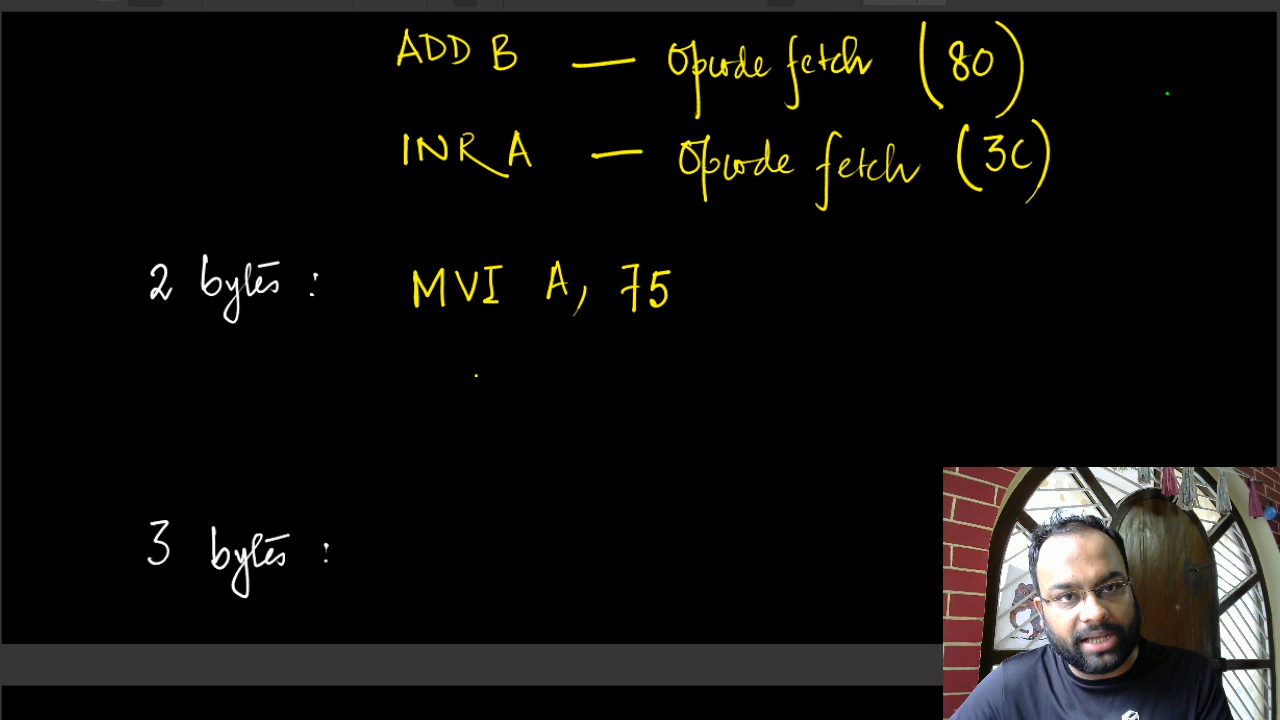 ADD B — Opcode fetch (80)
INR A — Opcode fetch (3C)
2 bytes : MVI A, 75
3 bytes :